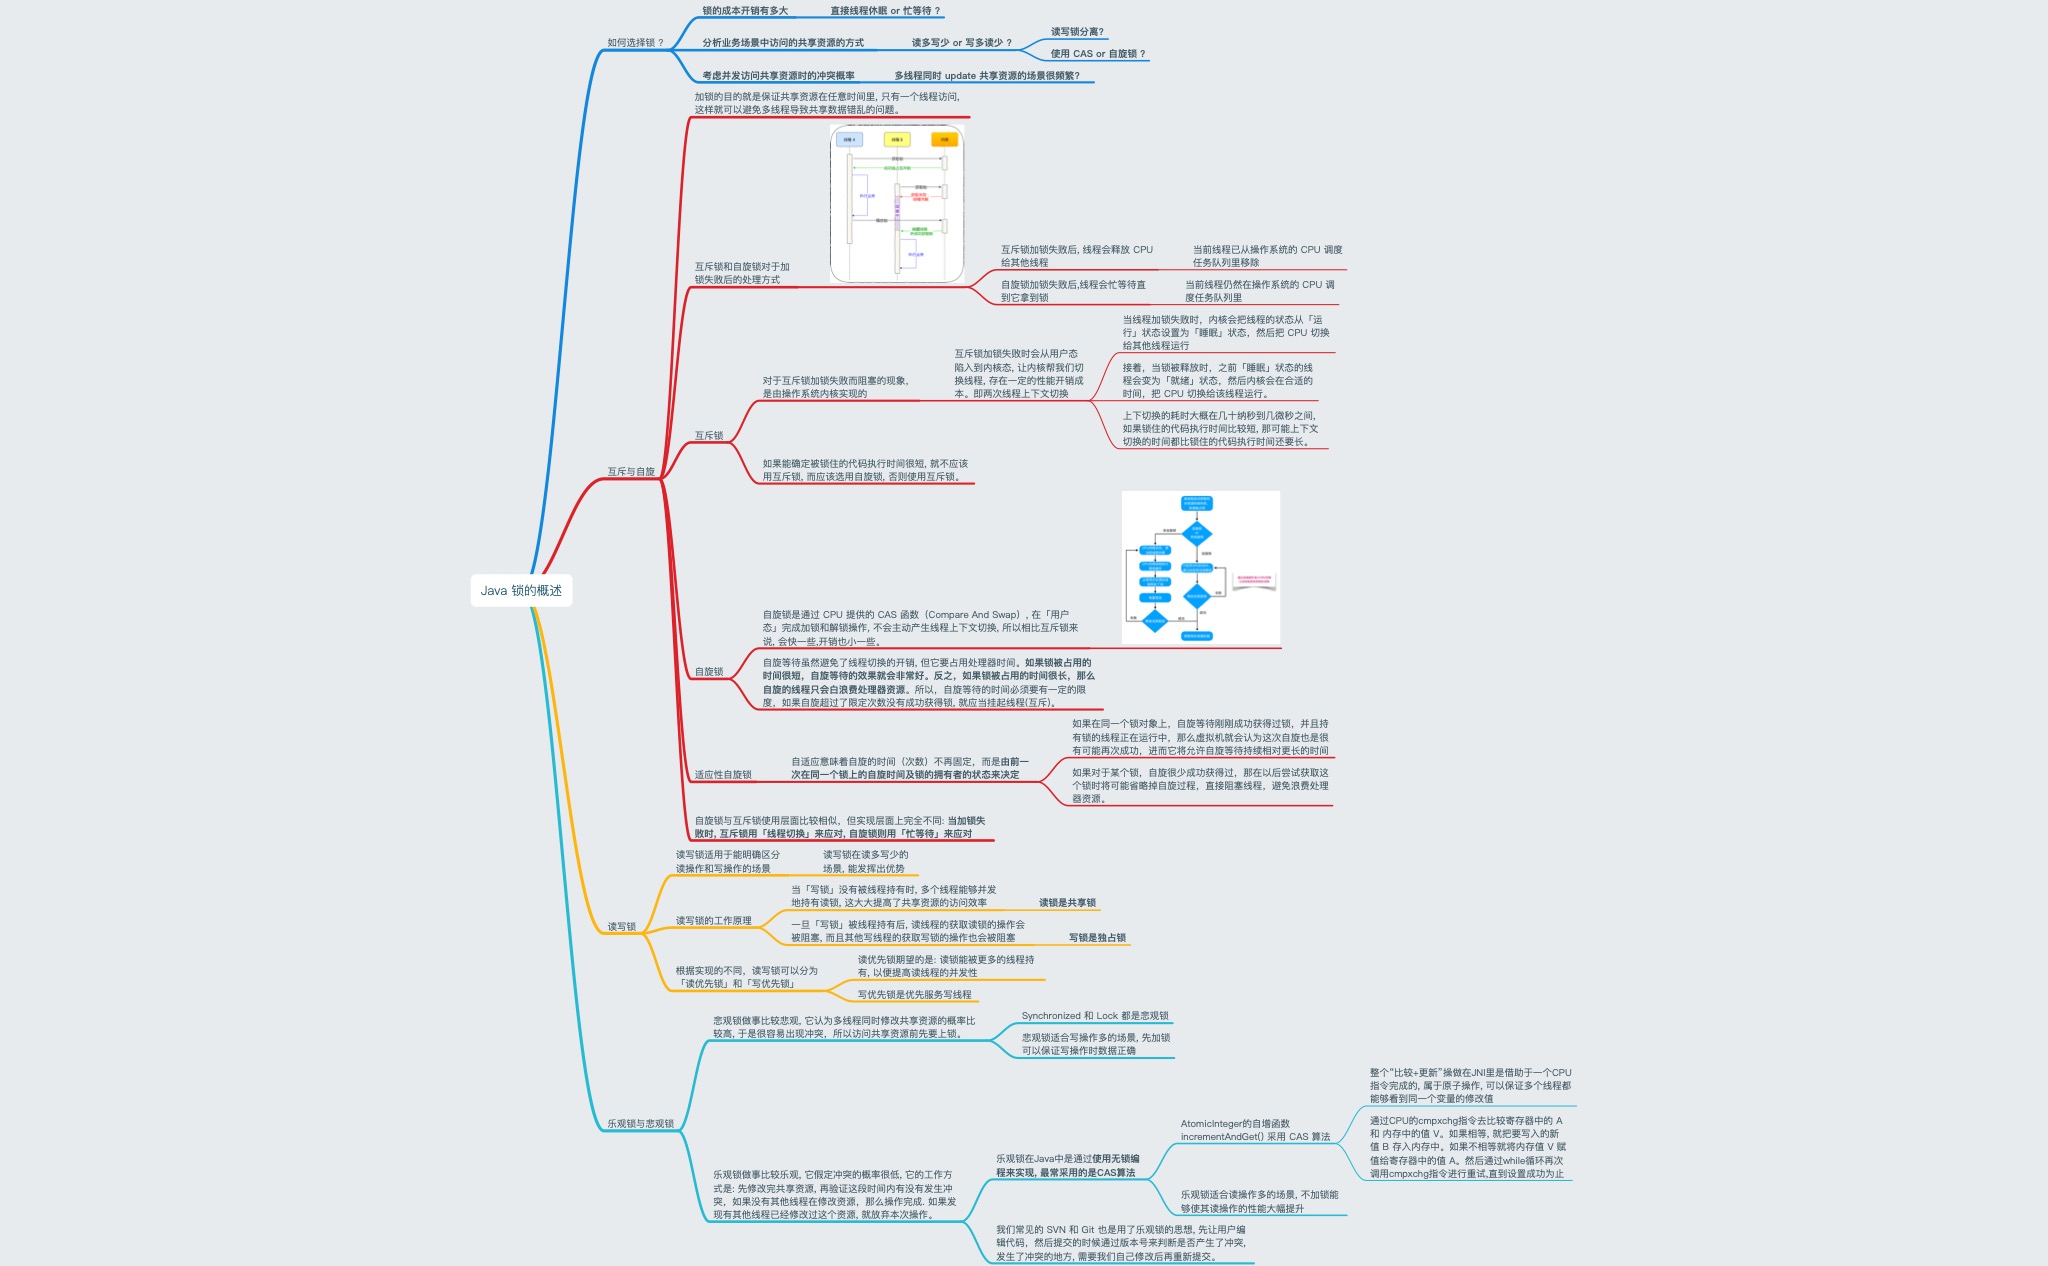 Java 锁的概述
如何选择锁 ?
锁的成本开销有多大
直接线程休眠 or 忙等待 ?
分析业务场景中访问的共享资源的方式
读多写少 or 写多读少 ?
读写锁分离?
使用 CAS or 自旋锁 ?
考虑并发访问共享资源时的冲突概率
多线程同时 update 共享资源的场景很频繁?
互斥与自旋
加锁的目的就是保证共享资源在任意时间里, 只有一个线程访问,
这样就可以避免多线程导致共享数据错乱的问题。
互斥锁和自旋锁对于加
锁失败后的处理方式
互斥锁加锁失败后, 线程会释放 CPU
给其他线程
当前线程已从操作系统的 CPU 调度
任务队列里移除
自旋锁加锁失败后,线程会忙等待直
到它拿到锁
当前线程仍然在操作系统的 CPU 调
度任务队列里
互斥锁
对于互斥锁加锁失败而阻塞的现象,
是由操作系统内核实现的
互斥锁加锁失败时会从用户态
陷入到内核态, 让内核帮我们切
换线程, 存在一定的性能开销成
本。即两次线程上下文切换
当线程加锁失败时，内核会把线程的状态从「运
行」状态设置为「睡眠」状态，然后把 CPU 切换
给其他线程运行
接着，当锁被释放时，之前「睡眠」状态的线
程会变为「就绪」状态，然后内核会在合适的
时间，把 CPU 切换给该线程运行。
上下切换的耗时大概在几十纳秒到几微秒之间,
如果锁住的代码执行时间比较短, 那可能上下文
切换的时间都比锁住的代码执行时间还要长。
如果能确定被锁住的代码执行时间很短, 就不应该
用互斥锁, 而应该选用自旋锁, 否则使用互斥锁。
自旋锁
自旋锁是通过 CPU 提供的 CAS 函数（Compare And Swap）, 在「用户
态」完成加锁和解锁操作, 不会主动产生线程上下文切换, 所以相比互斥锁来
说, 会快一些,开销也小一些。
自旋等待虽然避免了线程切换的开销, 但它要占用处理器时间。如果锁被占用的
时间很短，自旋等待的效果就会非常好。反之，如果锁被占用的时间很长，那么
自旋的线程只会白浪费处理器资源。所以，自旋等待的时间必须要有一定的限
度，如果自旋超过了限定次数没有成功获得锁, 就应当挂起线程(互斥)。
适应性自旋锁
自适应意味着自旋的时间（次数）不再固定，而是由前一
次在同一个锁上的自旋时间及锁的拥有者的状态来决定
如果在同一个锁对象上，自旋等待刚刚成功获得过锁，并且持
有锁的线程正在运行中，那么虚拟机就会认为这次自旋也是很
有可能再次成功，进而它将允许自旋等待持续相对更长的时间
如果对于某个锁，自旋很少成功获得过，那在以后尝试获取这
个锁时将可能省略掉自旋过程，直接阻塞线程，避免浪费处理
器资源。
自旋锁与互斥锁使用层面比较相似，但实现层面上完全不同: 当加锁失
败时, 互斥锁用「线程切换」来应对, 自旋锁则用「忙等待」来应对
读写锁
读写锁适用于能明确区分
读操作和写操作的场景
读写锁在读多写少的
场景, 能发挥出优势
读写锁的工作原理
当「写锁」没有被线程持有时, 多个线程能够并发
地持有读锁, 这大大提高了共享资源的访问效率
读锁是共享锁
一旦「写锁」被线程持有后, 读线程的获取读锁的操作会
被阻塞, 而且其他写线程的获取写锁的操作也会被阻塞
写锁是独占锁
根据实现的不同，读写锁可以分为
「读优先锁」和「写优先锁」
读优先锁期望的是: 读锁能被更多的线程持
有, 以便提高读线程的并发性
写优先锁是优先服务写线程
乐观锁与悲观锁
悲观锁做事比较悲观, 它认为多线程同时修改共享资源的概率比
较高, 于是很容易出现冲突，所以访问共享资源前先要上锁。
Synchronized 和 Lock 都是悲观锁
悲观锁适合写操作多的场景, 先加锁
可以保证写操作时数据正确
乐观锁做事比较乐观, 它假定冲突的概率很低, 它的工作方
式是: 先修改完共享资源, 再验证这段时间内有没有发生冲
突，如果没有其他线程在修改资源，那么操作完成. 如果发
现有其他线程已经修改过这个资源, 就放弃本次操作。
乐观锁在Java中是通过使用无锁编
程来实现, 最常采用的是CAS算法
AtomicInteger的自增函数
incrementAndGet() 采用 CAS 算法
整个“比较+更新”操做在JNI里是借助于一个CPU
指令完成的, 属于原子操作, 可以保证多个线程都
能够看到同一个变量的修改值
通过CPU的cmpxchg指令去比较寄存器中的 A
和 内存中的值 V。如果相等, 就把要写入的新
值 B 存入内存中。如果不相等就将内存值 V 赋
值给寄存器中的值 A。然后通过while循环再次
调用cmpxchg指令进行重试,直到设置成功为止
乐观锁适合读操作多的场景, 不加锁能
够使其读操作的性能大幅提升
我们常见的 SVN 和 Git 也是用了乐观锁的思想, 先让用户编
辑代码，然后提交的时候通过版本号来判断是否产生了冲突,
发生了冲突的地方, 需要我们自己修改后再重新提交。